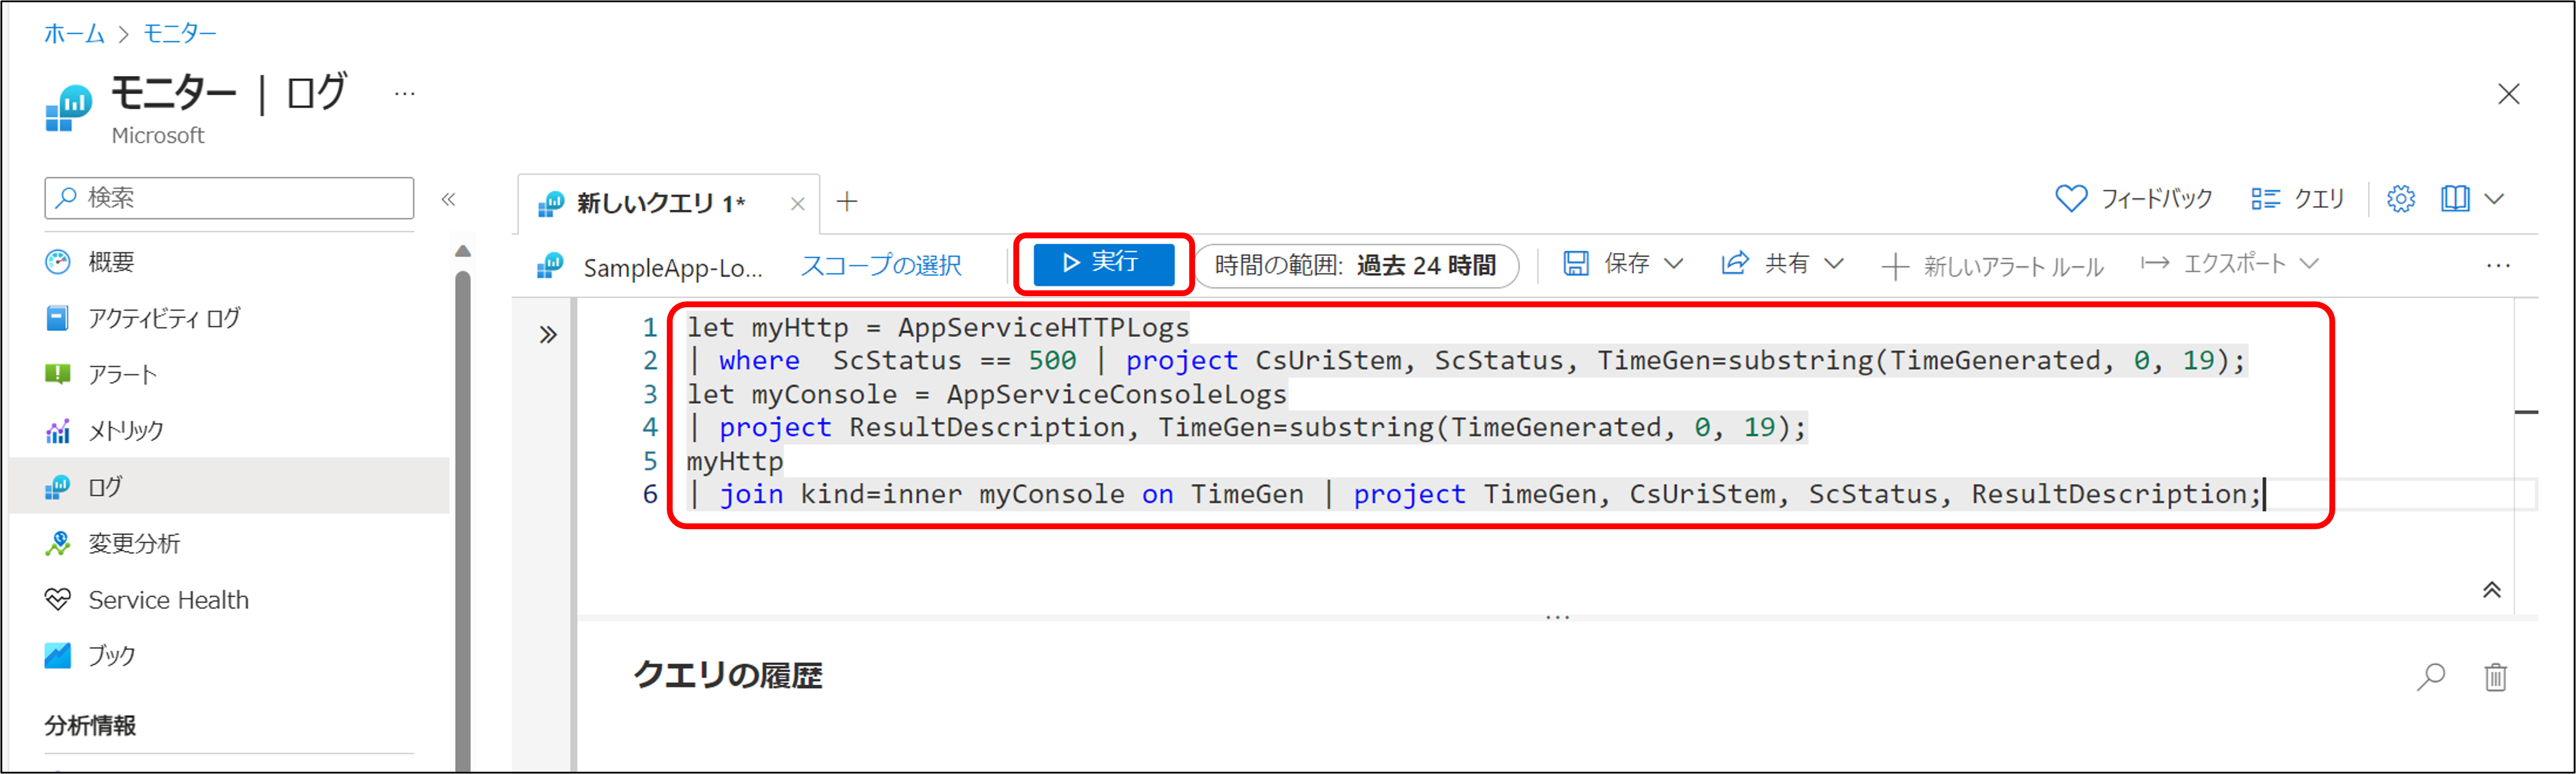 ホーム > モニター
モニター | ログ ...
Microsoft
検索
概要
アクティビティ ログ
アラート
メトリック
ログ
変更分析
Service Health
ブック
分析情報
新しいクエリ 1*
フィードバック クエリ
SampleApp-Lo... スコープの選択 実行 時間の範囲: 過去 24 時間 保存 共有 新しいアラート ルール エクスポート ...
1 let myHttp = AppServiceHTTPLogs
2 | where  ScStatus == 500 | project CsUriStem, ScStatus, TimeGen=substring(TimeGenerated, 0, 19);
3 let myConsole = AppServiceConsoleLogs
4 | project ResultDescription, TimeGen=substring(TimeGenerated, 0, 19);
5 myHttp
6 | join kind=inner myConsole on TimeGen | project TimeGen, CsUriStem, ScStatus, ResultDescription;
クエリの履歴